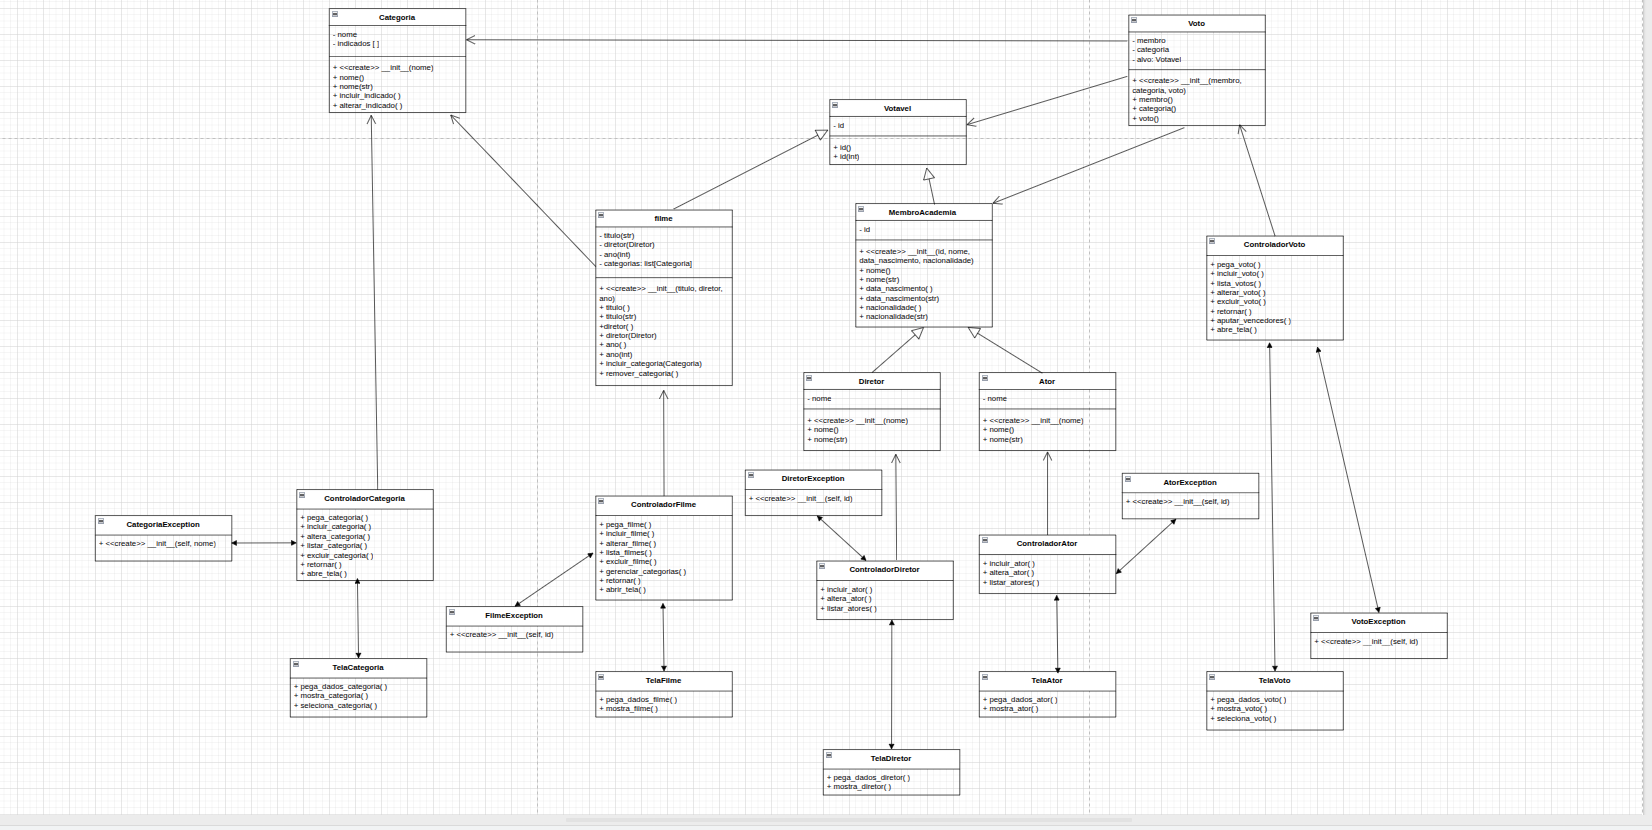 Categoria
- nome
- indicados [ ]
+ <<create>> __init__(nome)
+ nome()
+ nome(str)
+ incluir_indicado( )
+ alterar_indicado( )
Voto
- membro
- categoria
- alvo: Votavel
+ <<create>> __init__(membro,
categoria, voto)
+ membro()
+ categoria()
+ voto()
Votavel
- id
+ id()
+ id(int)
filme
- titulo(str)
- diretor(Diretor)
- ano(int)
- categorias: list[Categoria]
+ <<create>> __init__(titulo, diretor,
ano)
+ titulo( )
+ titulo(str)
+diretor( )
+ diretor(Diretor)
+ ano( )
+ ano(int)
+ incluir_categoria(Categoria)
+ remover_categoria( )
MembroAcademia
- id
+ <<create>> __init__(id, nome,
data_nascimento, nacionalidade)
+ nome()
+ nome(str)
+ data_nascimento( )
+ data_nascimento(str)
+ nacionalidade( )
+ nacionalidade(str)
ControladorVoto
+ pega_voto( )
+ incluir_voto( )
+ lista_votos( )
+ alterar_voto( )
+ excluir_voto( )
+ retornar( )
+ aputar_vencedores( )
+ abre_tela( )
Diretor
- nome
+ <<create>> __init__(nome)
+ nome()
+ nome(str)
Ator
- nome
+ <<create>> __init__(nome)
+ nome()
+ nome(str)
DiretorException
+ <<create>> __init__(self, id)
AtorException
+ <<create>> __init__(self, id)
CategoriaException
+ <<create>> __init__(self, nome)
ControladorCategoria
+ pega_categoria( )
+ incluir_categoria( )
+ altera_categoria( )
+ listar_categoria( )
+ excluir_categoria( )
+ retornar( )
+ abre_tela( )
ControladorFilme
+ pega_filme( )
+ incluir_filme( )
+ alterar_filme( )
+ lista_filmes( )
+ excluir_filme( )
+ gerenciar_categorias( )
+ retornar( )
+ abrir_tela( )
ControladorDiretor
+ incluir_ator( )
+ altera_ator( )
+ listar_atores( )
ControladorAtor
+ incluir_ator( )
+ altera_ator( )
+ listar_atores( )
FilmeException
+ <<create>> __init__(self, id)
VotoException
+ <<create>> __init__(self, id)
TelaCategoria
+ pega_dados_categoria( )
+ mostra_categoria( )
+ seleciona_categoria( )
TelaFilme
+ pega_dados_filme( )
+ mostra_filme( )
TelaAtor
+ pega_dados_ator( )
+ mostra_ator( )
TelaVoto
+ pega_dados_voto( )
+ mostra_voto( )
+ seleciona_voto( )
TelaDiretor
+ pega_dados_diretor( )
+ mostra_diretor( )